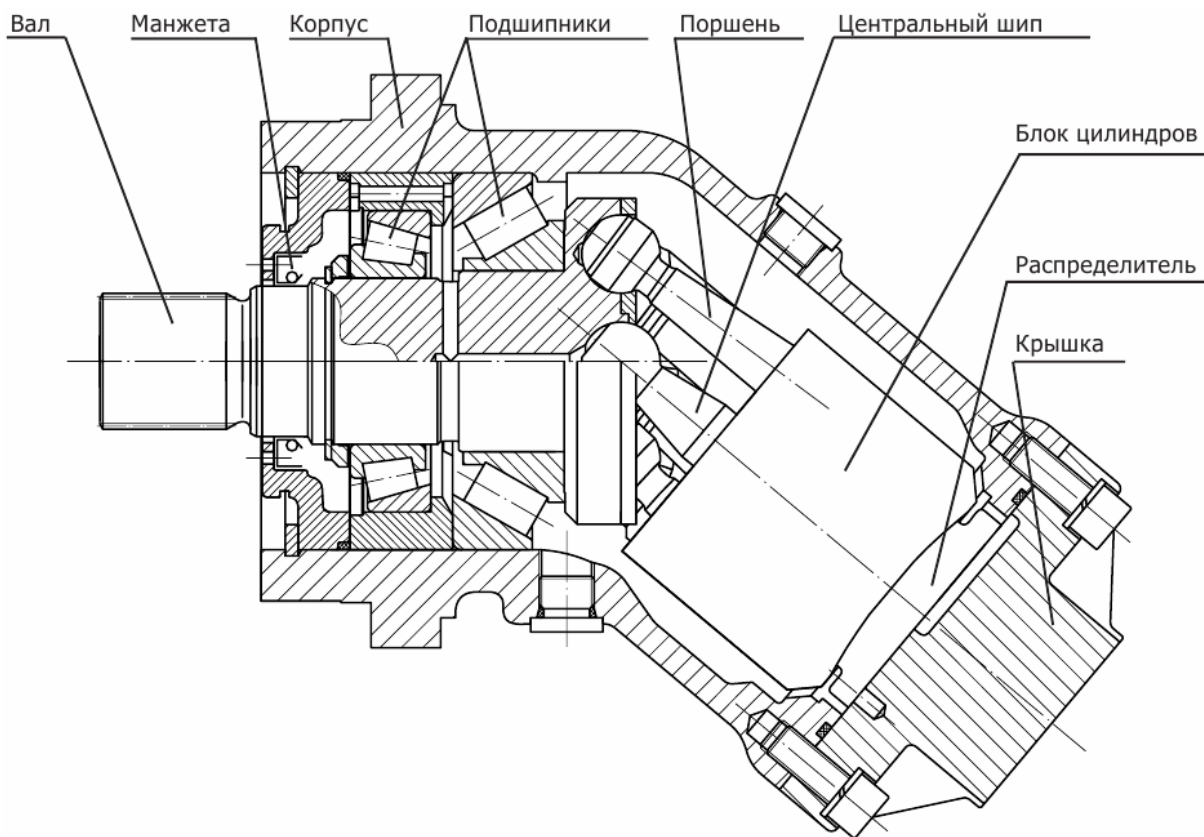 Вал
Манжета
Корпус
Подшипники
Поршень
Центральный шип
Блок цилиндров
Распределитель
Крышка